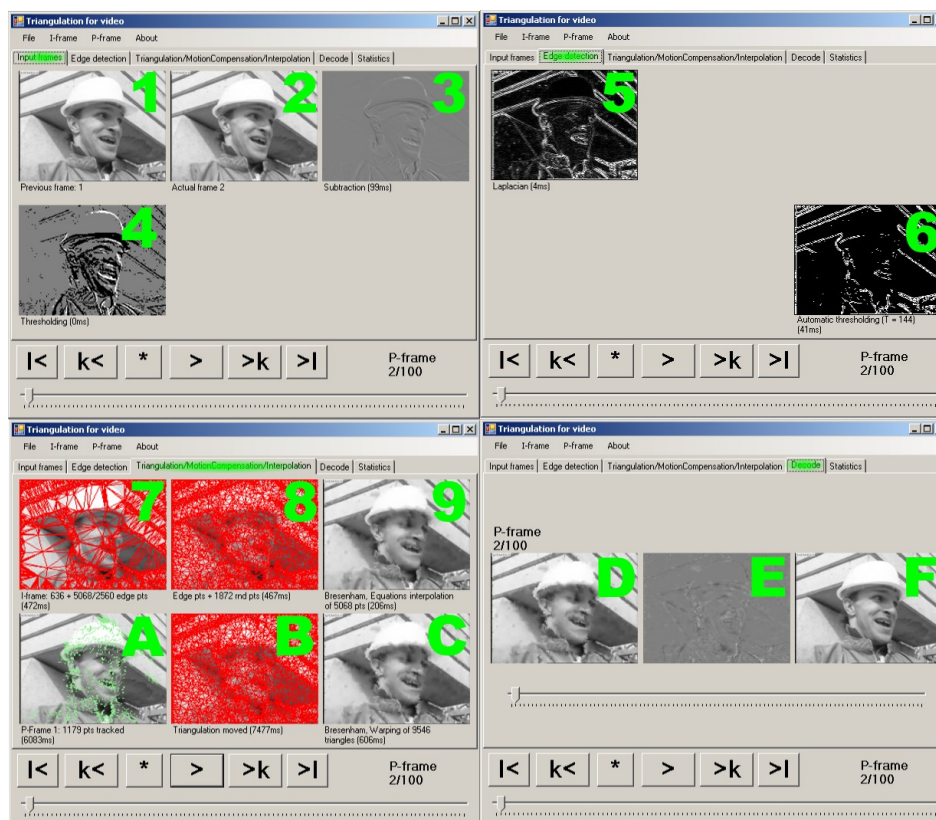 Triangulation for video
File I-frame P-frame About
Input frames Edge detection Triangulation/MotionCompensation/Interpolation Decode Statistics
1 2 3
Previous frame: 1 Actual frame 2 Subtraction (99ms)
4
Thresholding (0ms)
|< k< * > >k >|
P-frame
2/100
Triangulation for video
File I-frame P-frame About
Input frames Edge detection Triangulation/MotionCompensation/Interpolation Decode Statistics
5
Laplacian (4ms)
6
Automatic thresholding (T = 144)
(41ms)
|< k< * > >k >|
P-frame
2/100
Triangulation for video
File I-frame P-frame About
Input frames Edge detection Triangulation/MotionCompensation/Interpolation Decode Statistics
7 8 9
I-frame: 636 + 5068/2560 edge pts
(472ms)
Edge pts + 1872 rnd pts (467ms)
Bresenham, Equations interpolation
of 5068 pts (206ms)
A B C
P-Frame 1: 1179 pts tracked
(6083ms)
Triangulation moved (7477ms)
Bresenham, Warping of 9546
triangles (606ms)
|< k< * > >k >|
P-frame
2/100
Triangulation for video
File I-frame P-frame About
Input frames Edge detection Triangulation/MotionCompensation/Interpolation Decode Statistics
P-frame
2/100
D E F
|< k< * > >k >|
P-frame
2/100